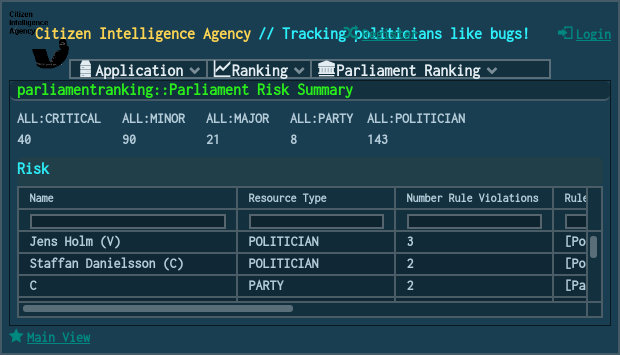 Citizen
Intelligence
Agency
Citizen Intelligence Agency // Tracking politicians like bugs!
Login
Application
Ranking
Parliament Ranking
parliamentranking::Parliament Risk Summary
ALL:CRITICAL ALL:MINOR ALL:MAJOR ALL:PARTY ALL:POLITICIAN
40 90 21 8 143
Risk
Name Resource Type Number Rule Violations Rule
Jens Holm (V) POLITICIAN 3 [Po
Staffan Danielsson (C) POLITICIAN 2 [Po
C PARTY 2 [Pa
Main View